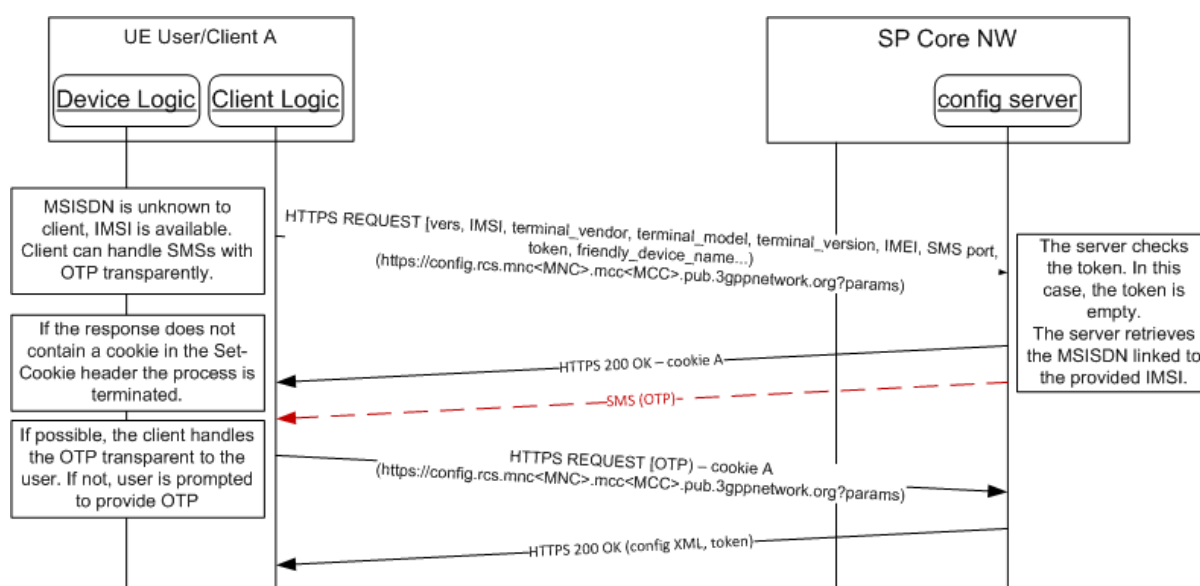 UE User/Client A
SP Core NW
Device Logic
Client Logic
config server
MSISDN is unknown to
client, IMSI is available.
Client can handle SMSs with
OTP transparently.
HTTPS REQUEST [vers, IMSI, terminal_vendor, terminal_model, terminal_version, IMEI, SMS port,
token, friendly_device_name...)
(https://config.rcs.mnc<MNC>.mcc<MCC>.pub.3gppnetwork.org?params)
The server checks
the token. In this
case, the token is
empty.
The server retrieves
the MSISDN linked to
the provided IMSI.
If the response does not
contain a cookie in the Set-
Cookie header the process is
terminated.
HTTPS 200 OK – cookie A
SMS (OTP)
If possible, the client handles
the OTP transparent to the
user. If not, user is prompted
to provide OTP
HTTPS REQUEST [OTP) – cookie A
(https://config.rcs.mnc<MNC>.mcc<MCC>.pub.3gppnetwork.org?params)
HTTPS 200 OK (config XML, token)